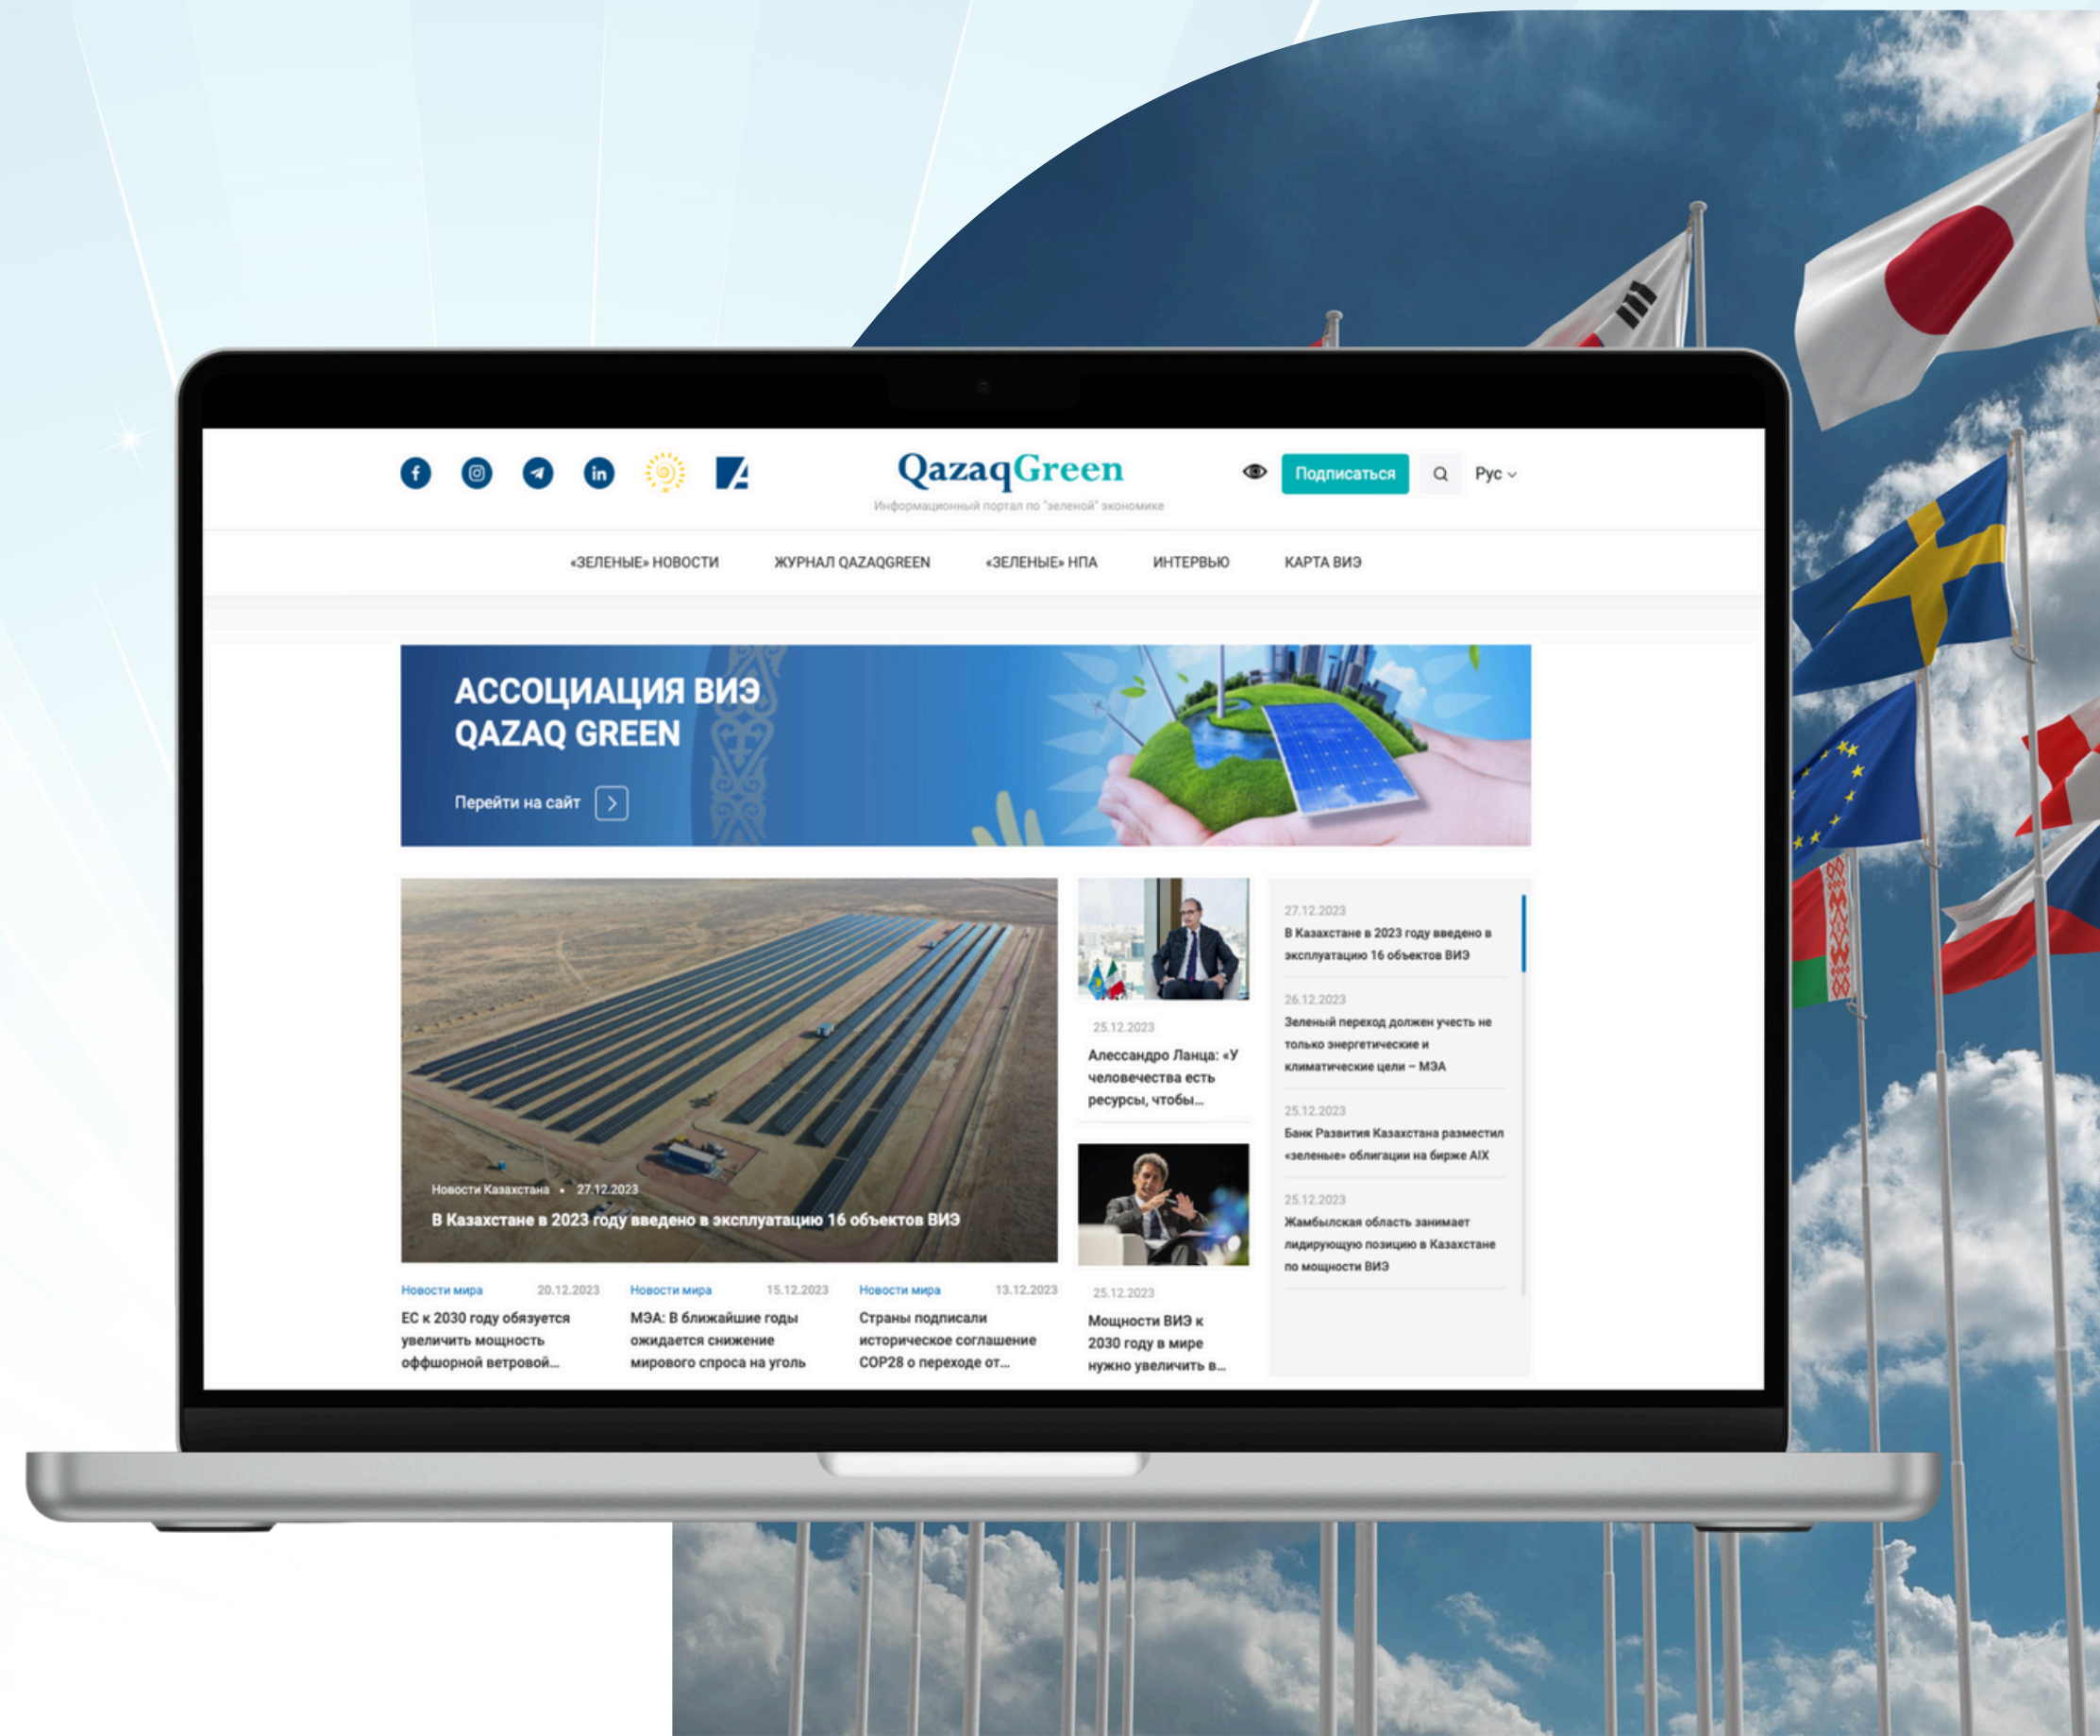 QazaqGreen
Информационный портал по "зеленой" экономике
Подписаться
Рус
«ЗЕЛЕНЫЕ» НОВОСТИ
ЖУРНАЛ QAZAQGREEN
«ЗЕЛЕНЫЕ» НПА
ИНТЕРВЬЮ
КАРТА ВИЭ
АССОЦИАЦИЯ ВИЭ
QAZAQ GREEN
Перейти на сайт
Новости Казахстана • 27.12.2023
В Казахстане в 2023 году введено в эксплуатацию 16 объектов ВИЭ
Новости мира 20.12.2023
ЕС к 2030 году обязуется
увеличить мощность
оффшорной ветровой...
Новости мира 15.12.2023
МЭА: В ближайшие годы
ожидается снижение
мирового спроса на уголь
Новости мира 13.12.2023
Страны подписали
историческое соглашение
COP28 о переходе от...
25.12.2023
Алессандро Ланца: «У
человечества есть
ресурсы, чтобы...
25.12.2023
Мощности ВИЭ к
2030 году в мире
нужно увеличить в...
27.12.2023
В Казахстане в 2023 году введено в
эксплуатацию 16 объектов ВИЭ
26.12.2023
Зеленый переход должен учесть не
только энергетические и
климатические цели – МЭА
25.12.2023
Банк Развития Казахстана разместил
«зеленые» облигации на бирже AIX
25.12.2023
Жамбылская область занимает
лидирующую позицию в Казахстане
по мощности ВИЭ